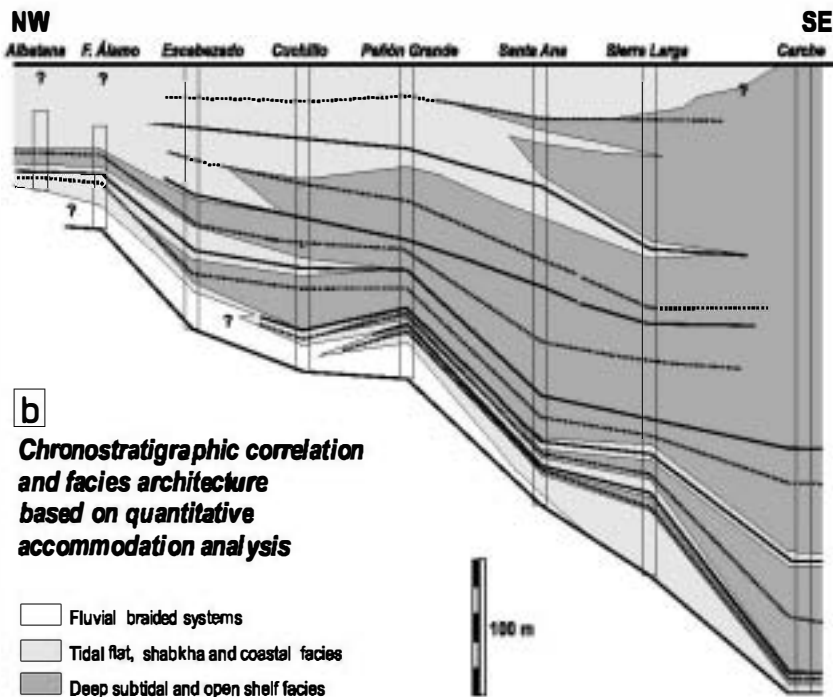 NW SE
Albatana F. Álamo Escabezado Cuchillo Peñón Grande Santa Ana Sierra Larga Carche
? ? ?
?
?
b
Chronostratigraphic correlation
and facies architecture
based on quantitative
accommodation analysis
100 m
Fluvial braided systems
Tidal flat, shabkha and coastal facies
Deep subtidal and open shelf facies